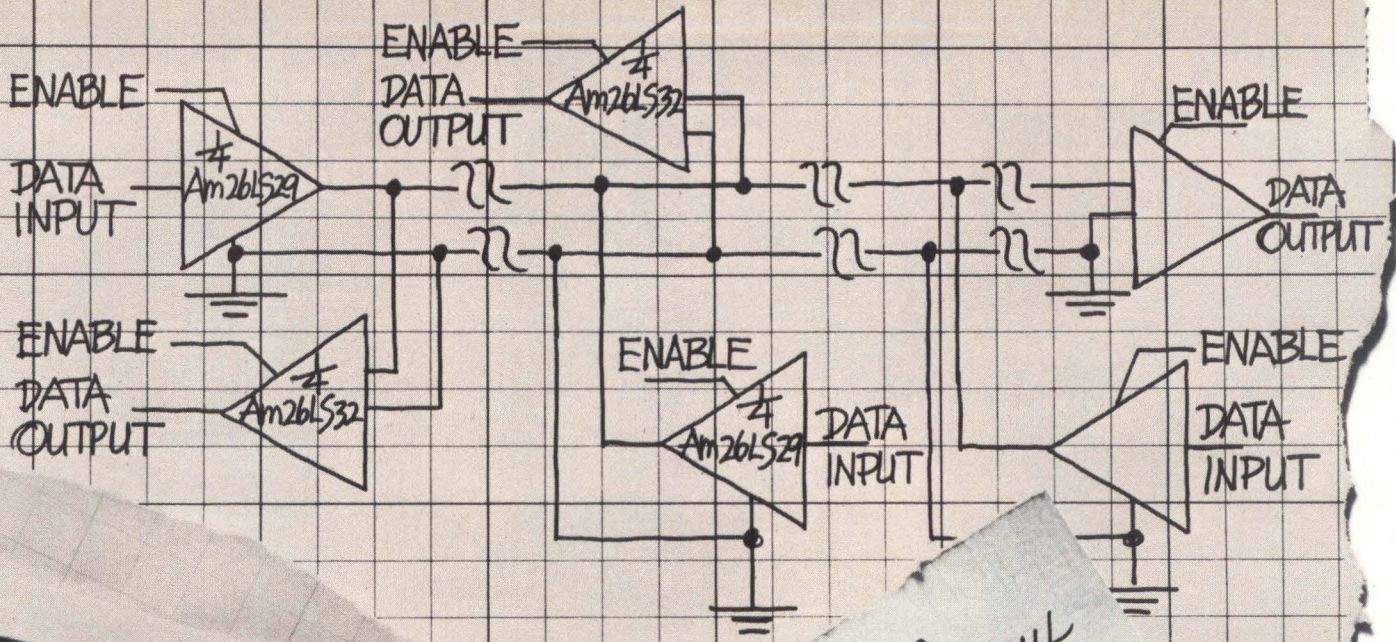 ENABLE
DATA
OUTPUT
¼
Am26LS32
ENABLE
DATA
INPUT
¼
Am26LS29
ENABLE
DATA
OUTPUT
ENABLE
DATA
OUTPUT
¼
Am26LS32
ENABLE
¼
Am26LS29
DATA
INPUT
ENABLE
DATA
INPUT